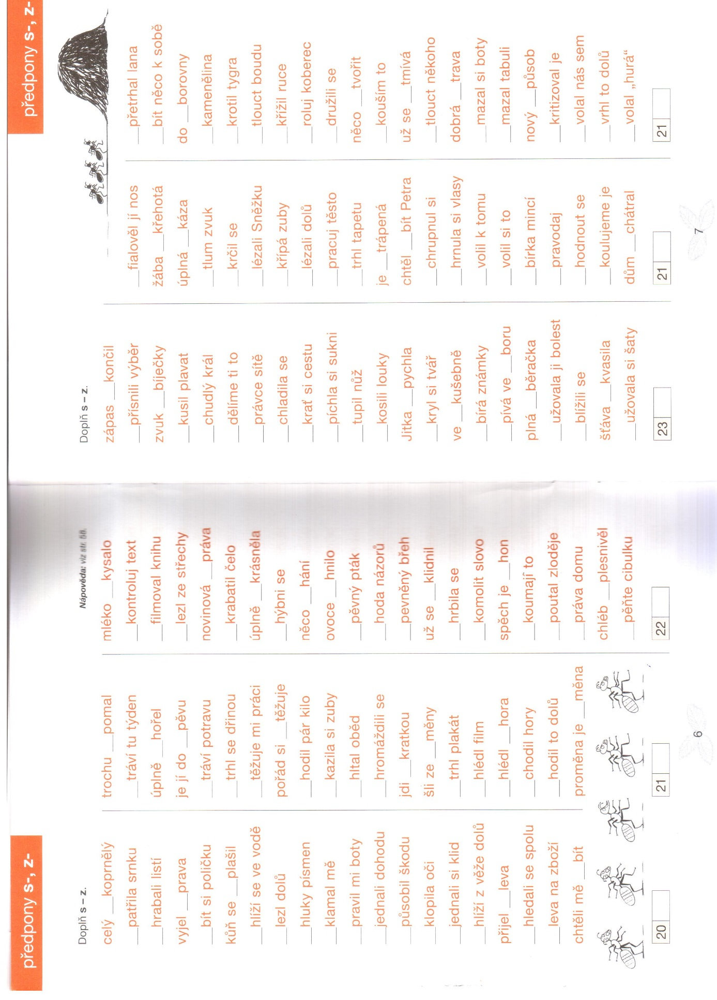 předpony s-, z-
Doplň s – z.
celý __koprnělý
__patřila srnku
__hrabali listí
vyjel __prava
__bít si poličku
kůň se __plašil
__hlíží se ve vodě
__lezl dolů
__hluky písmen
__klamal mě
__pravil mi boty
__jednali dohodu
__působil škodu
__klopila oči
__jednali si klid
__hlíží z věže dolů
přijel __leva
__hledali se spolu
__leva na zboží
chtěli mě __bít
20
trochu __pomal
__tráví tu týden
úplně __hořel
je jí do __pěvu
__tráví potravu
__trhl se dřinou
__těžuje mi práci
pořád si __těžuje
__hodil pár kilo
__kazila si zuby
__hltal oběd
__hromáždili se
jdi __kratkou
šli ze __měny
__trhl plakát
__hlédl film
__hlédl __hora
__chodil hory
__hodil to dolů
proměna je __měna
21
Nápověda: viz str. 58.
mléko __kysalo
__kontroluj text
__filmoval knihu
__lezl ze střechy
novinová __práva
__krabatil čelo
úplně __krásněla
__hýbni se
něco __hání
ovoce __hnilo
__pěvný pták
__hoda názorů
__pevněný břeh
už se __klidnil
__hrbila se
__komolit slovo
spěch je __hon
__koumají to
__poutal zloděje
__práva domu
chléb __plesnivěl
__pěňte cibulku
22
6
předpony s-, z-
Doplň s – z.
zápas __končil
__přísnili výběr
zvuk __bíječky
__kusil plavat
__chudlý král
__dělíme ti to
__právce sítě
__chladila se
__krať si cestu
__píchla si sukni
__tupil nůž
__kosili louky
Jitka __pychla
__kryl si tvář
ve __kušebně
__bírá známky
__pívá ve __boru
plná __běračka
__užovala ji bolest
__blížili se
šťáva __kvasila
__užovala si šaty
23
__fialověl jí nos
žába __křehotá
úplná __káza
__tlum zvuk
__krčil se
__lézali Sněžku
__křípá zuby
__lézali dolů
__pracuj těsto
__trhl tapetu
je __trápená
chtěl __bít Petra
__chrupnul si
__hrnula si vlasy
__volil k tomu
__volil si to
__bírka mincí
__pravodaj
__hodnout se
__koulujeme je
dům __chátral
21
__přetrhal lana
__bít něco k sobě
do __borovny
__kamenělina
__krotil tygra
__tlouct boudu
__křížil ruce
__roluj koberec
__družili se
něco __tvořit
__kouším to
už se __tmívá
__tlouct někoho
dobrá __trava
__mazal si boty
__mazal tabuli
nový __působ
__kritizoval je
__volal nás sem
__vrhl to dolů
__volal „hurá“
21
7